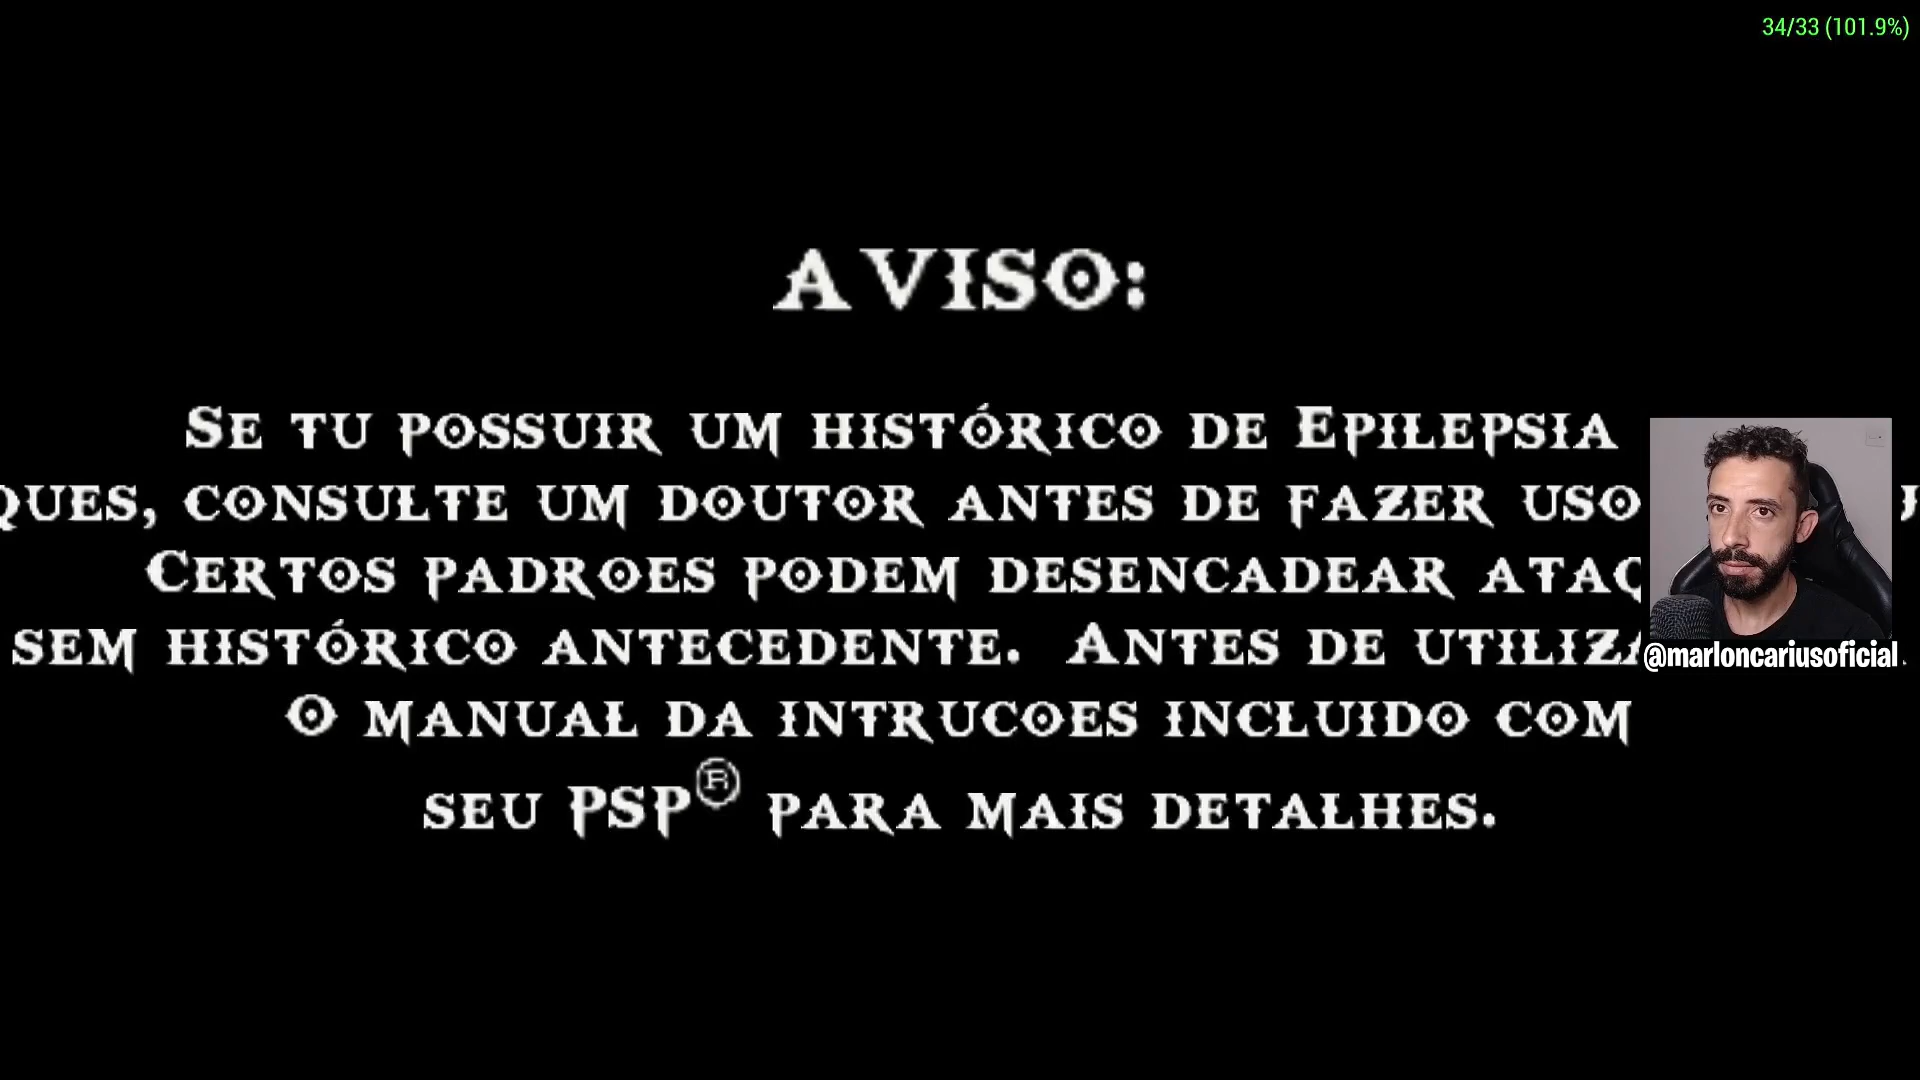 34/33 (101.9%)
AVISO:
SE TU POSSUIR UM HISTÓRICO DE EPILEPSIA
QUES, CONSULTE UM DOUTOR ANTES DE FAZER USO
CERTOS PADROES PODEM DESENCADEAR
SEM HISTÓRICO ANTECEDENTE. ANTES DE
O MANUAL DA INTRUCOES INCLUIDO COM
SEU PSP® PARA MAIS DETALHES.
@marloncariusoficial